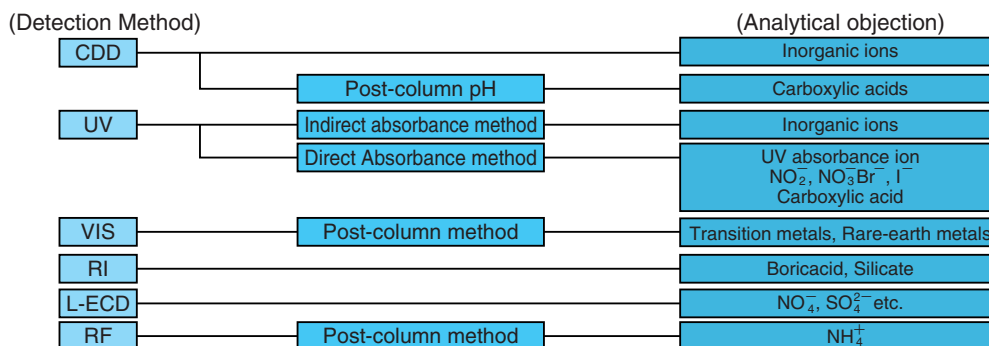 (Detection Method) (Analytical objection)
CDD Inorganic ions
Post-column pH Carboxylic acids
UV Indirect absorbance method Inorganic ions
Direct Absorbance method UV absorbance ion
NO₂⁻, NO₃⁻Br⁻, I⁻
Carboxylic acid
VIS Post-column method Transition metals, Rare-earth metals
RI Boricacid, Silicate
L-ECD NO₄⁻, SO₄²⁻ etc.
RF Post-column method NH₄⁺